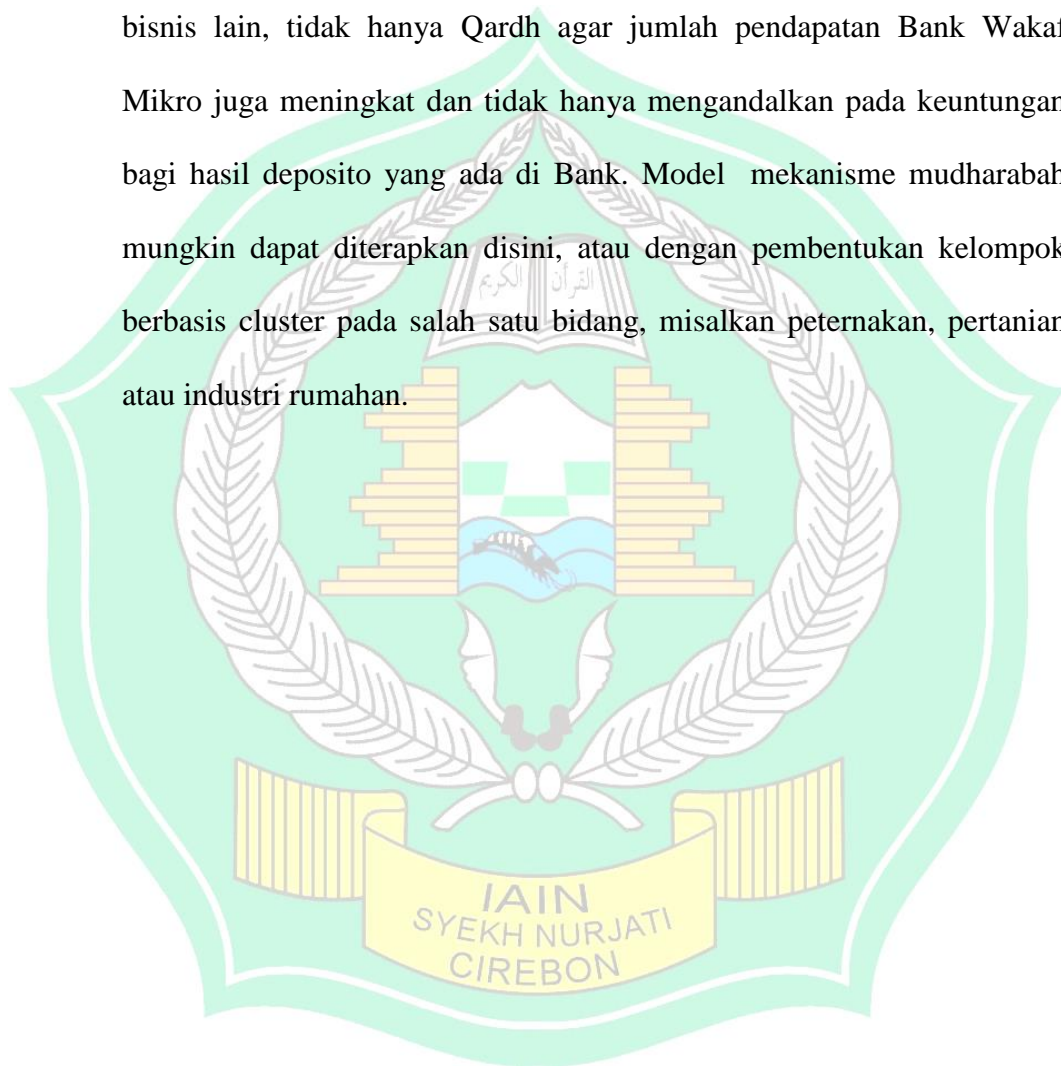 bisnis lain, tidak hanya Qardh agar jumlah pendapatan Bank Wakaf
Mikro juga meningkat dan tidak hanya mengandalkan pada keuntungan
bagi hasil deposito yang ada di Bank. Model mekanisme mudharabah
mungkin dapat diterapkan disini, atau dengan pembentukan kelompok
berbasis cluster pada salah satu bidang, misalkan peternakan, pertanian
atau industri rumahan.
القرآن الكريم
IAIN
SYEKH NURJATI
CIREBON